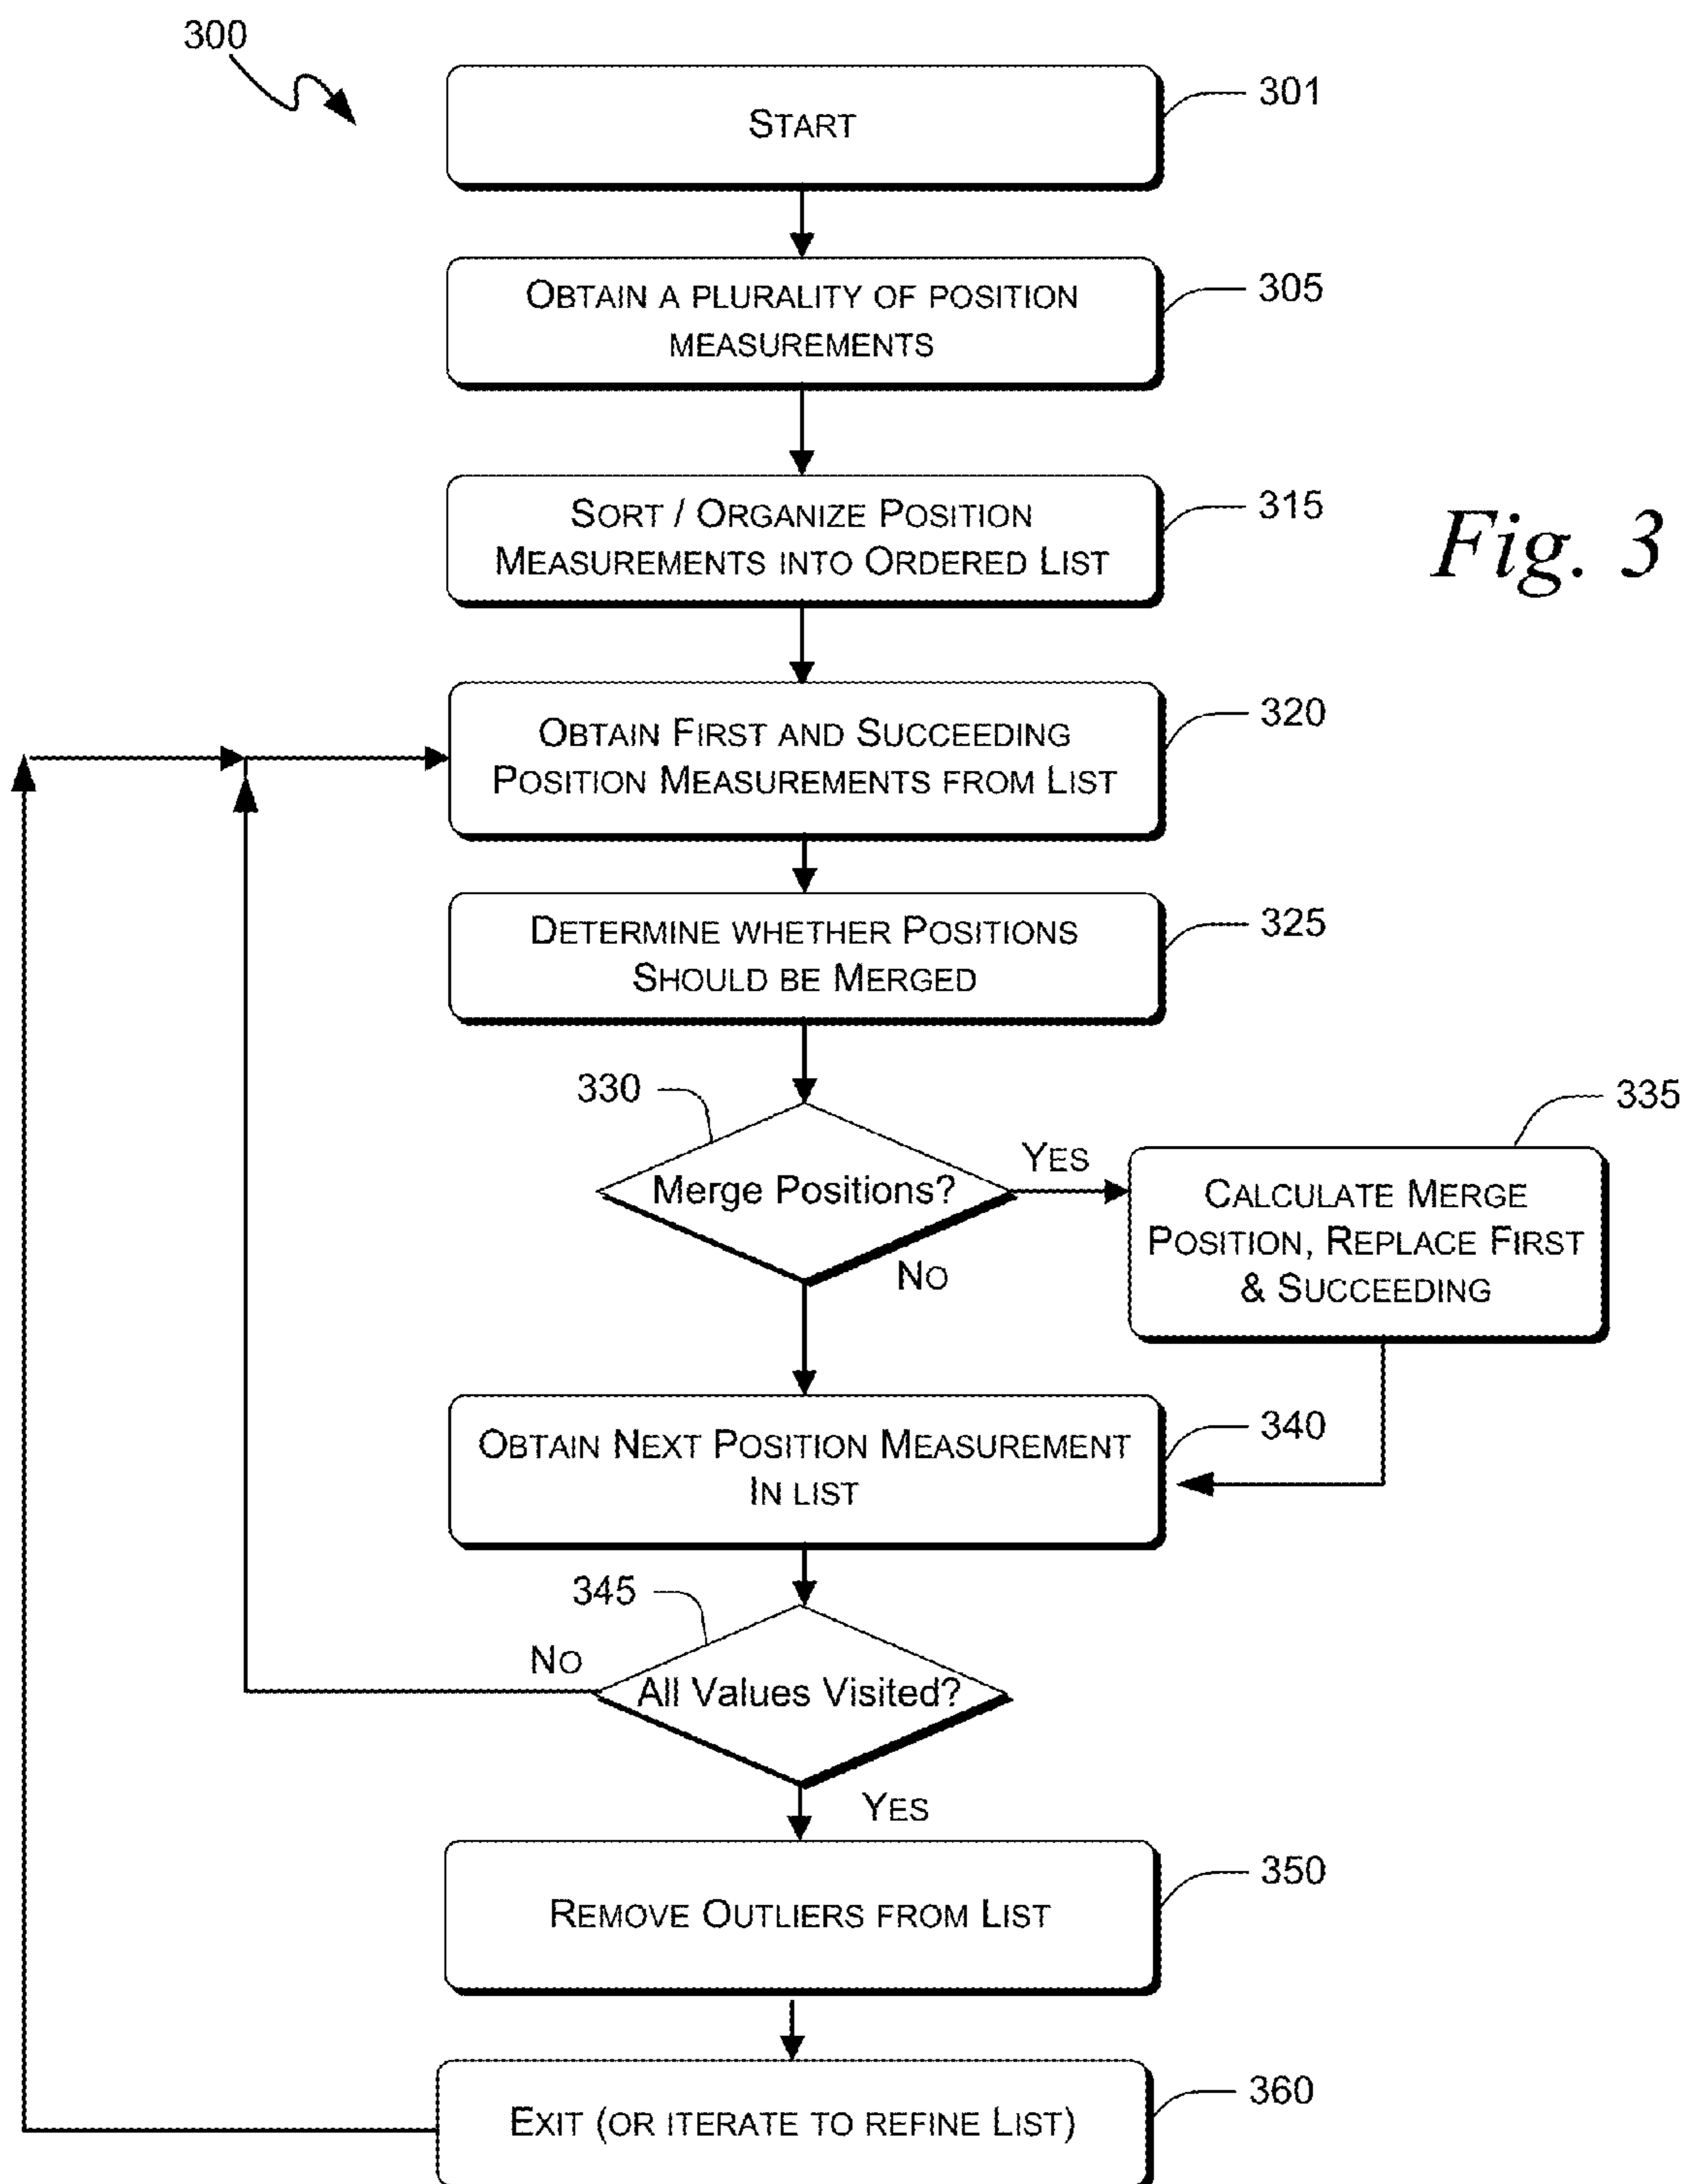 300
START
301
OBTAIN A PLURALITY OF POSITION
MEASUREMENTS
305
SORT / ORGANIZE POSITION
MEASUREMENTS INTO ORDERED LIST
315
Fig. 3
OBTAIN FIRST AND SUCCEEDING
POSITION MEASUREMENTS FROM LIST
320
DETERMINE WHETHER POSITIONS
SHOULD BE MERGED
325
330
Merge Positions?
YES
NO
335
CALCULATE MERGE
POSITION, REPLACE FIRST
& SUCCEEDING
OBTAIN NEXT POSITION MEASUREMENT
IN LIST
340
345
All Values Visited?
NO
YES
REMOVE OUTLIERS FROM LIST
350
EXIT (OR ITERATE TO REFINE LIST)
360